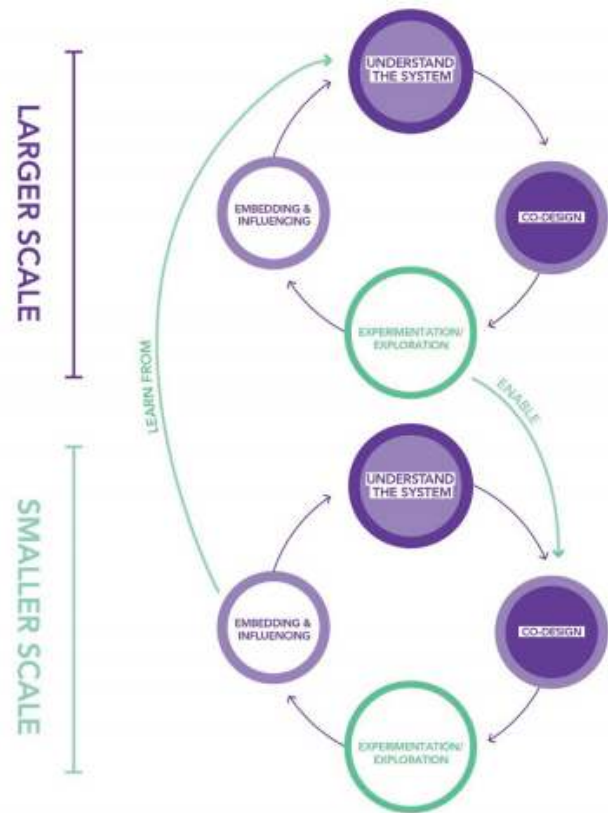 LARGER SCALE
UNDERSTAND
THE SYSTEM
EMBEDDING &
INFLUENCING
CO-DESIGN
EXPERIMENTATION/
EXPLORATION
LEARN FROM
ENABLE
SMALLER SCALE
UNDERSTAND
THE SYSTEM
EMBEDDING &
INFLUENCING
CO-DESIGN
EXPERIMENTATION/
EXPLORATION